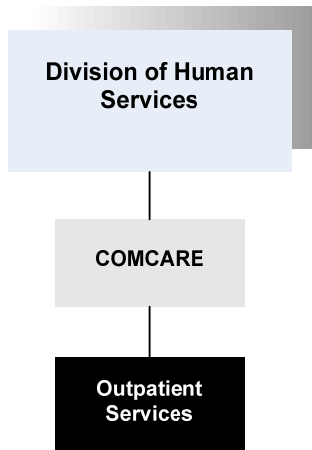 Division of Human
Services
COMCARE
Outpatient
Services